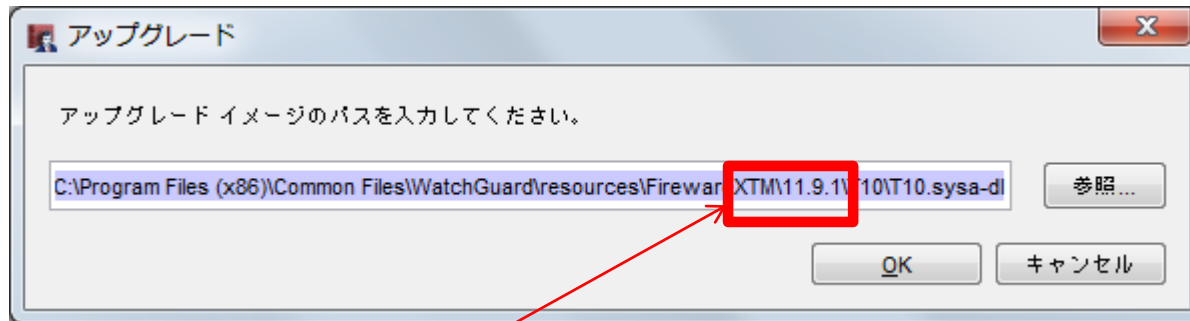 アップグレード
アップグレード イメージのパスを入力してください。
C:\Program Files (x86)\Common Files\WatchGuard\resources\Firewar XTM\11.9.1\T10\T10.sysa-dl
参照...
OK
キャンセル